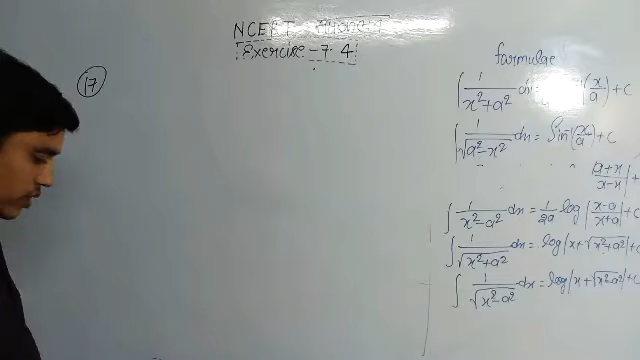 NCERT
Exercise - 7.4
(17)
formulae
∫ 1/(x²+a²) dx = (x/a) + C
∫ 1/√(a²-x²) dx = Sin⁻¹(x/a) + C
|a+x / x-x| +
∫ 1/(x²-a²) dx = 1/2a log |(x-a)/(x+a)| + C
∫ 1/√(x²+a²) dx = log |x+√(x²+a²)| + C
∫ 1/√(x²-a²) dx = log |x+√(x²-a²)| + C